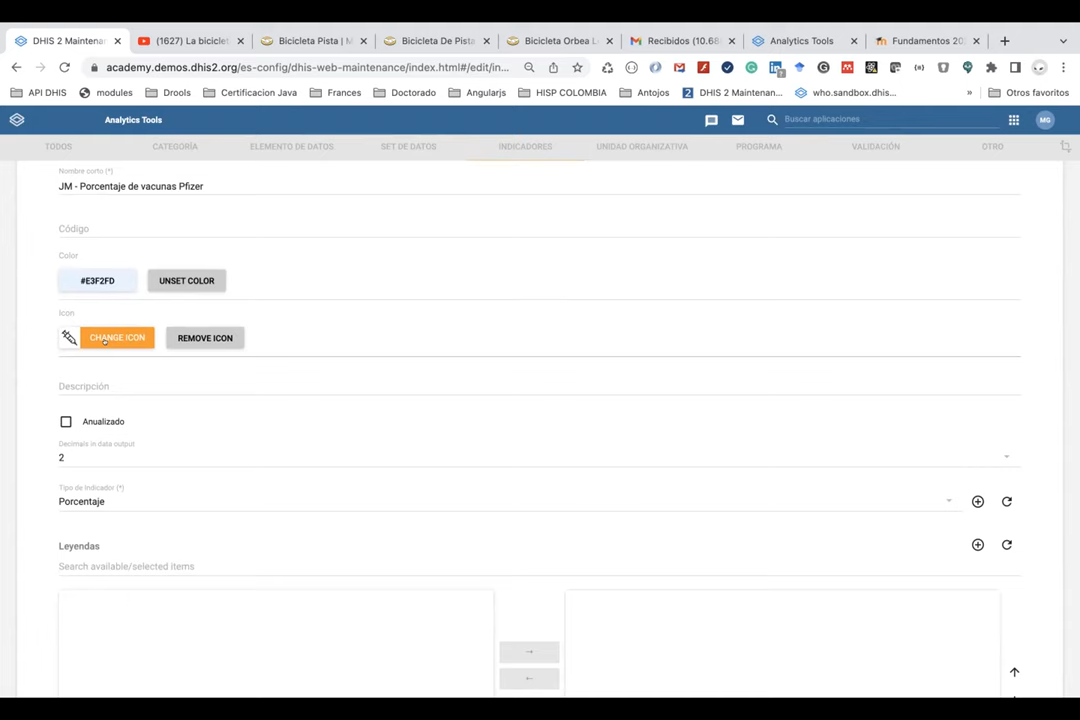 DHIS 2 Maintenan
(1627) La biciclet
Bicicleta Pista | M
Bicicleta De Pista
Bicicleta Orbea L
Recibidos (10.68
Analytics Tools
Fundamentos 202
academy.demos.dhis2.org/es-config/dhis-web-maintenance/index.html#/edit/in...
API DHIS
modules
Drools
Certificacion Java
Frances
Doctorado
Angularjs
HISP COLOMBIA
Antojos
DHIS 2 Maintenan...
who.sandbox.dhis...
»
Otros favoritos
Analytics Tools
Buscar aplicaciones
MG
TODOS
CATEGORÍA
ELEMENTO DE DATOS
SET DE DATOS
INDICADORES
UNIDAD ORGANIZATIVA
PROGRAMA
VALIDACIÓN
OTRO
Nombre corto (*)
JM - Porcentaje de vacunas Pfizer
Código
Color
#E3F2FD
UNSET COLOR
Icon
CHANGE ICON
REMOVE ICON
Descripción
Anualizado
Decimals in data output
2
Tipo de Indicador (*)
Porcentaje
Leyendas
Search available/selected items
→
←